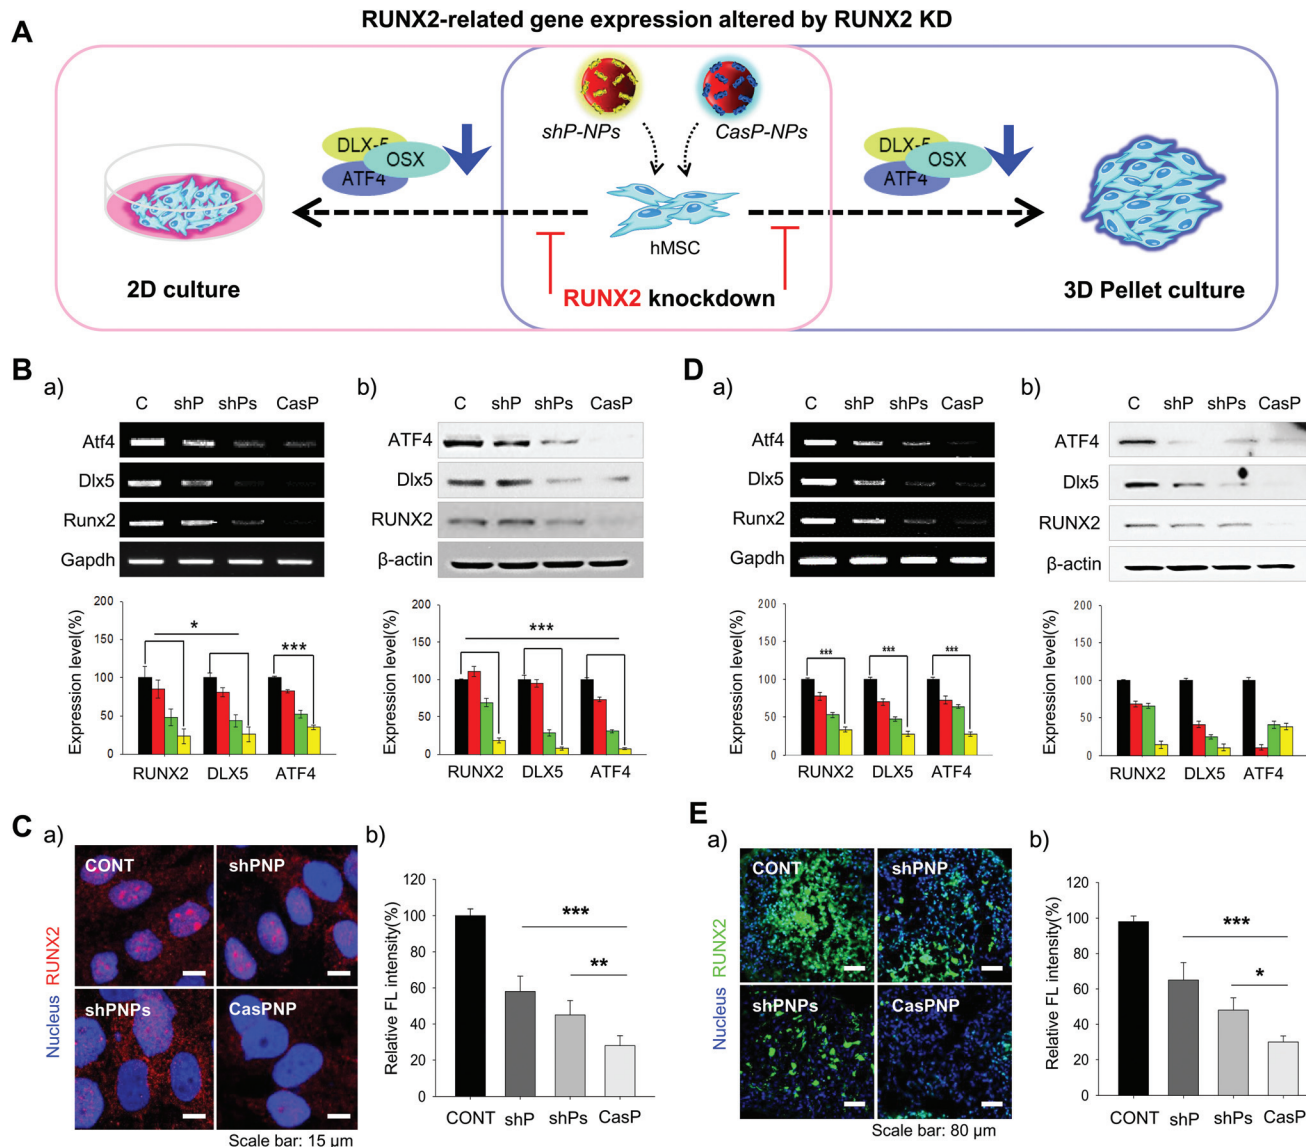 RUNX2-related gene expression altered by RUNX2 KD
A
shP-NPs
CasP-NPs
DLX-5
OSX
ATF4
DLX-5
OSX
ATF4
hMSC
2D culture
RUNX2 knockdown
3D Pellet culture
B
a)
C shP shPs CasP
Atf4
Dlx5
Runx2
Gapdh
Expression level(%)
200
150
100
50
0
*
***
RUNX2 DLX5 ATF4
b)
C shP shPs CasP
ATF4
Dlx5
RUNX2
β-actin
Expression level(%)
200
150
100
50
0
***
RUNX2 DLX5 ATF4
D
a)
C shP shPs CasP
Atf4
Dlx5
Runx2
Gapdh
Expression level(%)
200
150
100
50
0
*** *** ***
RUNX2 DLX5 ATF4
b)
C shP shPs CasP
ATF4
Dlx5
RUNX2
β-actin
Expression level(%)
200
150
100
50
0
RUNX2 DLX5 ATF4
C
a)
Nucleus RUNX2
CONT
shPNP
shPNPs
CasPNP
Scale bar: 15 µm
b)
Relative FL intensity(%)
120
100
80
60
40
20
0
***
**
CONT shP shPs CasP
E
a)
Nucleus RUNX2
CONT
shPNP
shPNPs
CasPNP
Scale bar: 80 µm
b)
Relative FL intensity(%)
120
100
80
60
40
20
0
***
*
CONT shP shPs CasP